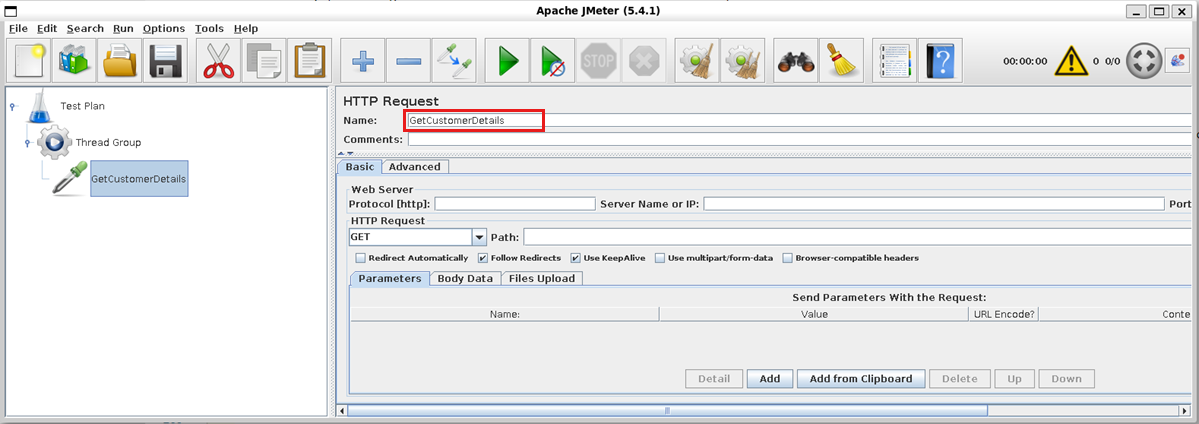 Apache JMeter (5.4.1)
File Edit Search Run Options Tools Help
STOP
?
00:00:00 0 0/0
Test Plan
Thread Group
GetCustomerDetails
HTTP Request
Name: GetCustomerDetails
Comments:
Basic Advanced
Web Server
Protocol [http]: Server Name or IP: Port
HTTP Request
GET Path:
Redirect Automatically Follow Redirects Use KeepAlive Use multipart/form-data Browser-compatible headers
Parameters Body Data Files Upload
Send Parameters With the Request:
Name: Value URL Encode? Conte
Detail Add Add from Clipboard Delete Up Down